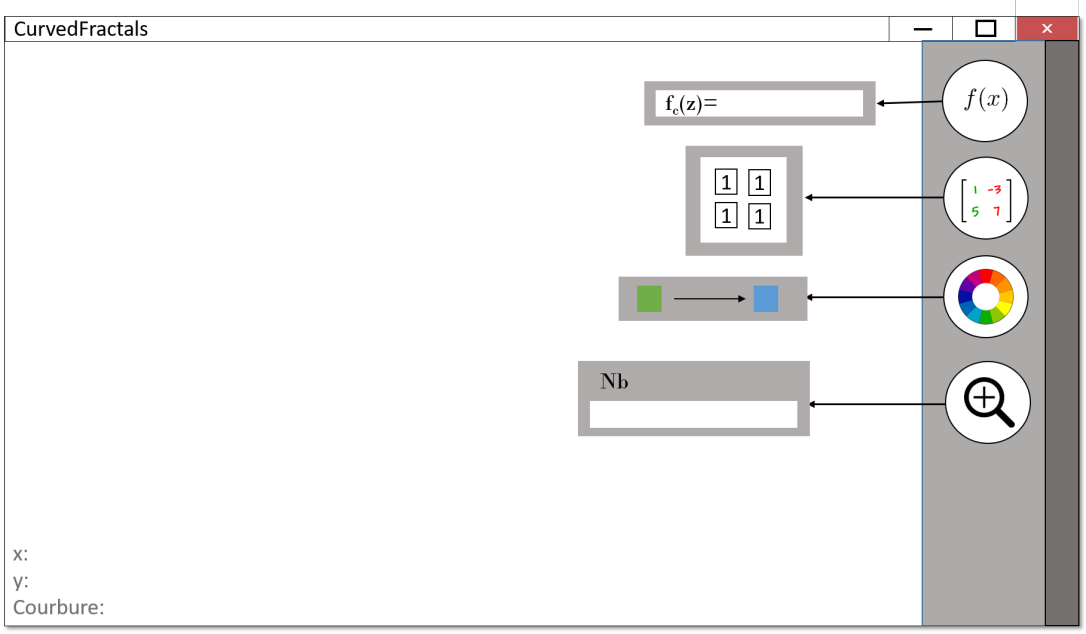 CurvedFractals
f(x)
f_c(z)=
1 -3
5 7
1 1
1 1
Nb
x:
y:
Courbure: